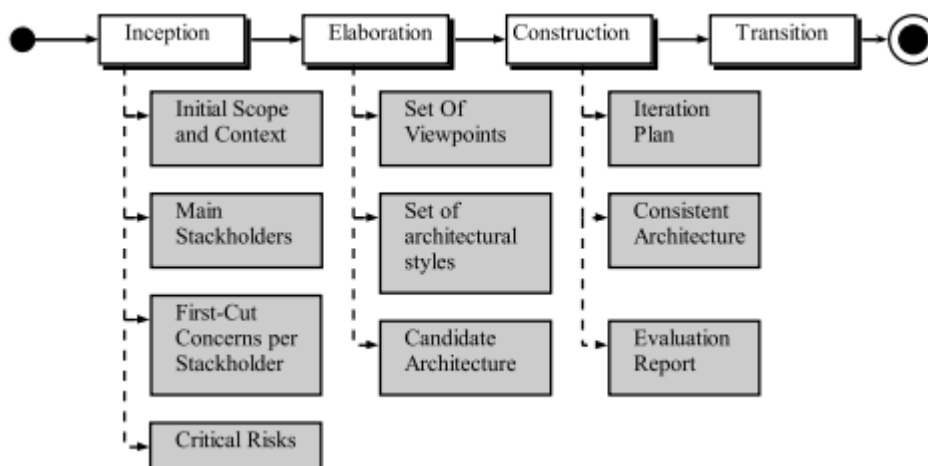 Inception
Elaboration
Construction
Transition
Initial Scope
and Context
Main
Stackholders
First-Cut
Concerns per
Stackholder
Critical Risks
Set Of
Viewpoints
Set of
architectural
styles
Candidate
Architecture
Iteration
Plan
Consistent
Architecture
Evaluation
Report